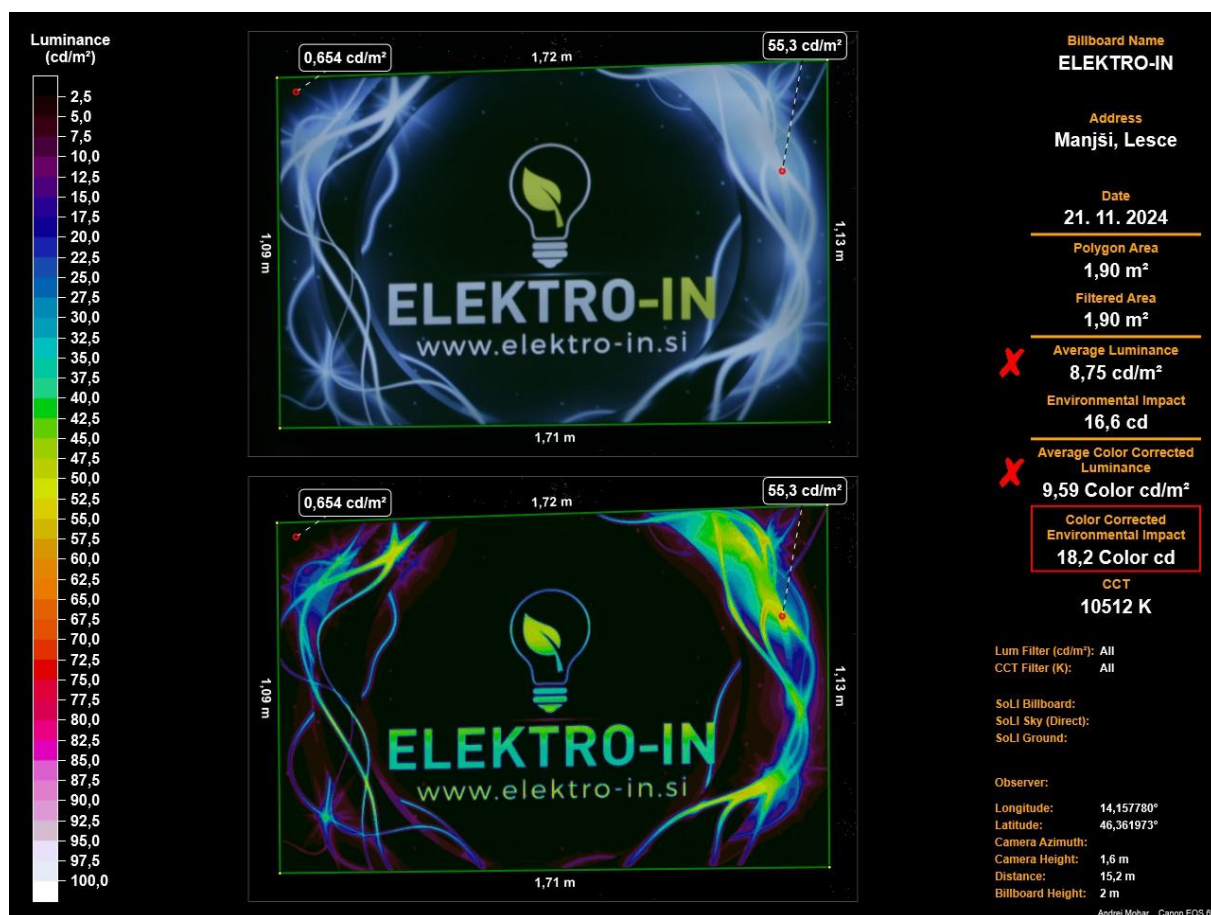 Luminance
(cd/m²)
2,5
5,0
7,5
10,0
12,5
15,0
17,5
20,0
22,5
25,0
27,5
30,0
32,5
35,0
37,5
40,0
42,5
45,0
47,5
50,0
52,5
55,0
57,5
60,0
62,5
65,0
67,5
70,0
72,5
75,0
77,5
80,0
82,5
85,0
87,5
90,0
92,5
95,0
97,5
100,0
0,654 cd/m²
1,72 m
55,3 cd/m²
1,09 m
1,13 m
ELEKTRO-IN
www.elektro-in.si
1,71 m
0,654 cd/m²
1,72 m
55,3 cd/m²
1,09 m
1,13 m
ELEKTRO-IN
www.elektro-in.si
1,71 m
Billboard Name
ELEKTRO-IN
Address
Manjši, Lesce
Date
21. 11. 2024
Polygon Area
1,90 m²
Filtered Area
1,90 m²
Average Luminance
8,75 cd/m²
Environmental Impact
16,6 cd
Average Color Corrected
Luminance
9,59 Color cd/m²
Color Corrected
Environmental Impact
18,2 Color cd
CCT
10512 K
Lum Filter (cd/m²): All
CCT Filter (K): All
SoLI Billboard:
SoLI Sky (Direct):
SoLI Ground:
Observer:
Longitude: 14,157780°
Latitude: 46,361973°
Camera Azimuth:
Camera Height: 1,6 m
Distance: 15,2 m
Billboard Height: 2 m
Andrej Mohar Canon EOS